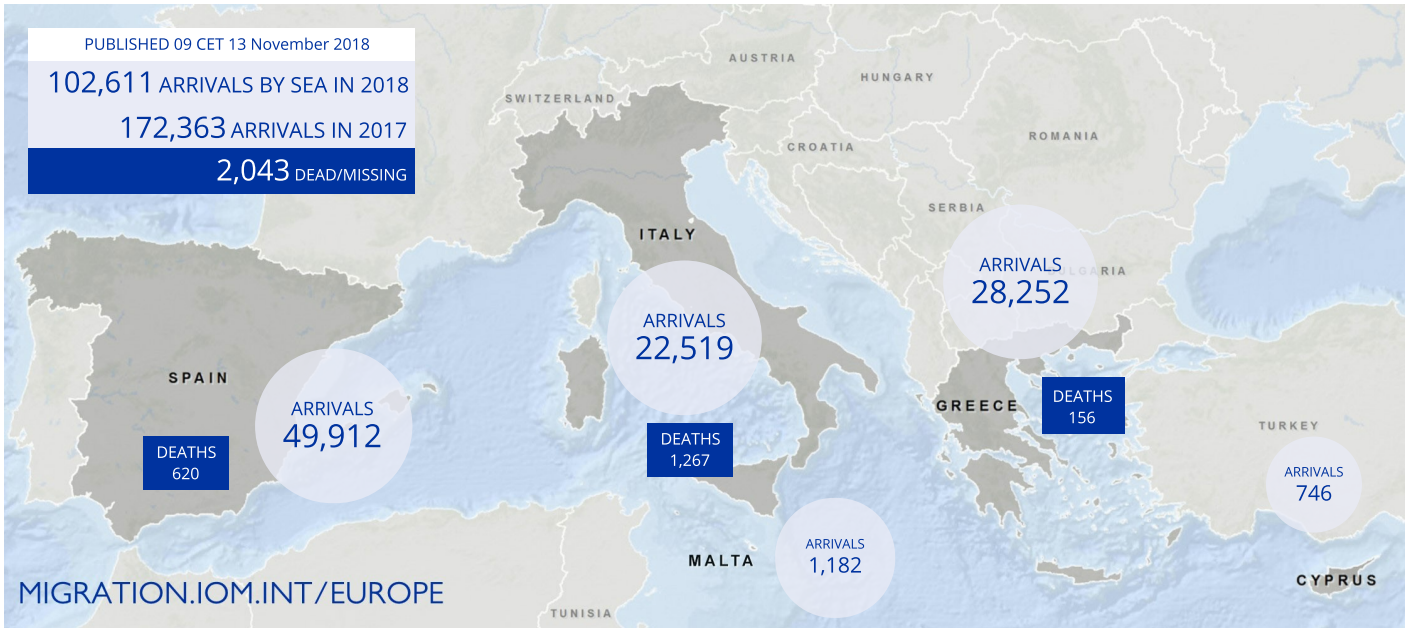 PUBLISHED 09 CET 13 November 2018
102,611 ARRIVALS BY SEA IN 2018
172,363 ARRIVALS IN 2017
2,043 DEAD/MISSING
AUSTRIA
HUNGARY
SWITZERLAND
ROMANIA
CROATIA
SERBIA
ITALY
BULGARIA
ARRIVALS
28,252
ARRIVALS
22,519
SPAIN
ARRIVALS
49,912
DEATHS
620
DEATHS
1,267
GREECE
DEATHS
156
TURKEY
ARRIVALS
746
MALTA
ARRIVALS
1,182
CYPRUS
MIGRATION.IOM.INT/EUROPE
TUNISIA